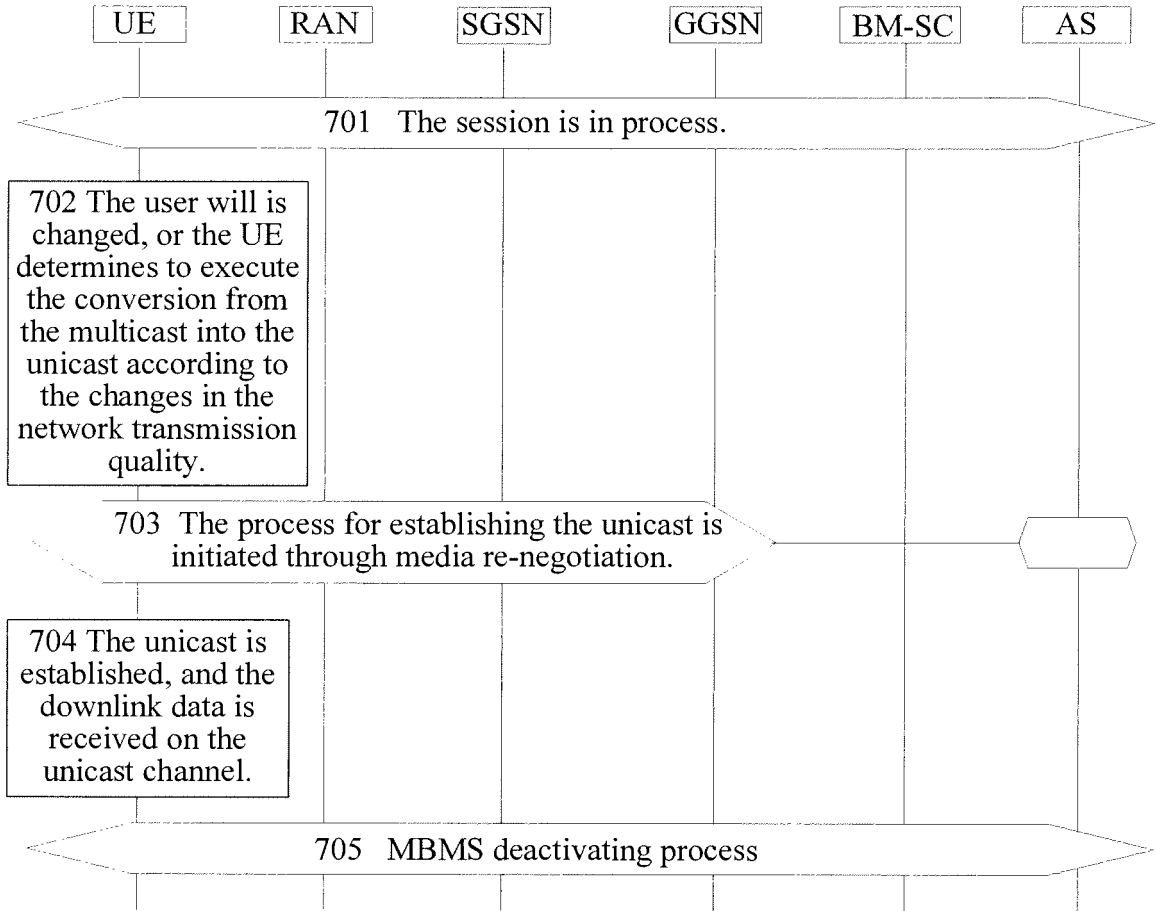 UE RAN SGSN GGSN BM-SC AS
701 The session is in process.
702 The user will is
changed, or the UE
determines to execute
the conversion from
the multicast into the
unicast according to
the changes in the
network transmission
quality.
703 The process for establishing the unicast is
initiated through media re-negotiation.
704 The unicast is
established, and the
downlink data is
received on the
unicast channel.
705 MBMS deactivating process